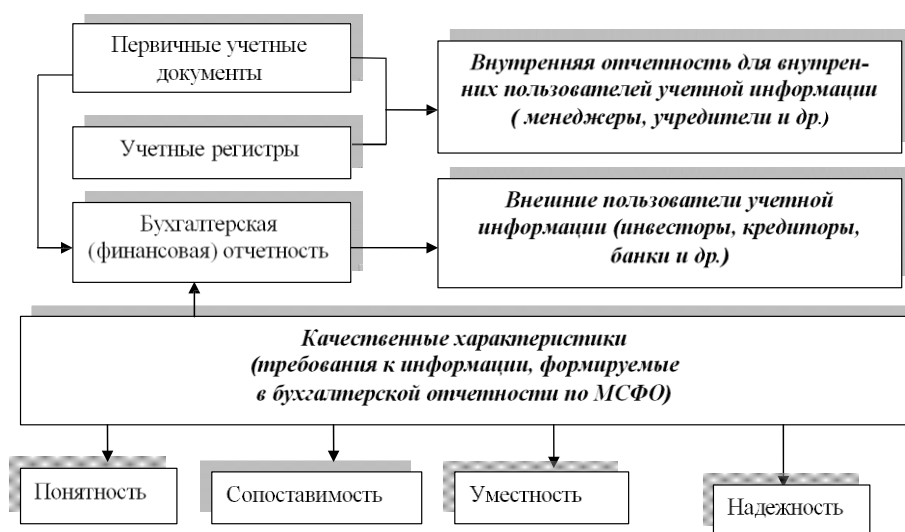 Первичные учетные
документы
Внутренняя отчетность для внутрен-
них пользователей учетной информации
( менеджеры, учредители и др.)
Учетные регистры
Бухгалтерская
(финансовая) отчетность
Внешние пользователи учетной
информации (инвесторы, кредиторы,
банки и др.)
Качественные характеристики
(требования к информации, формируемые
в бухгалтерской отчетности по МСФО)
Понятность
Сопоставимость
Уместность
Надежность